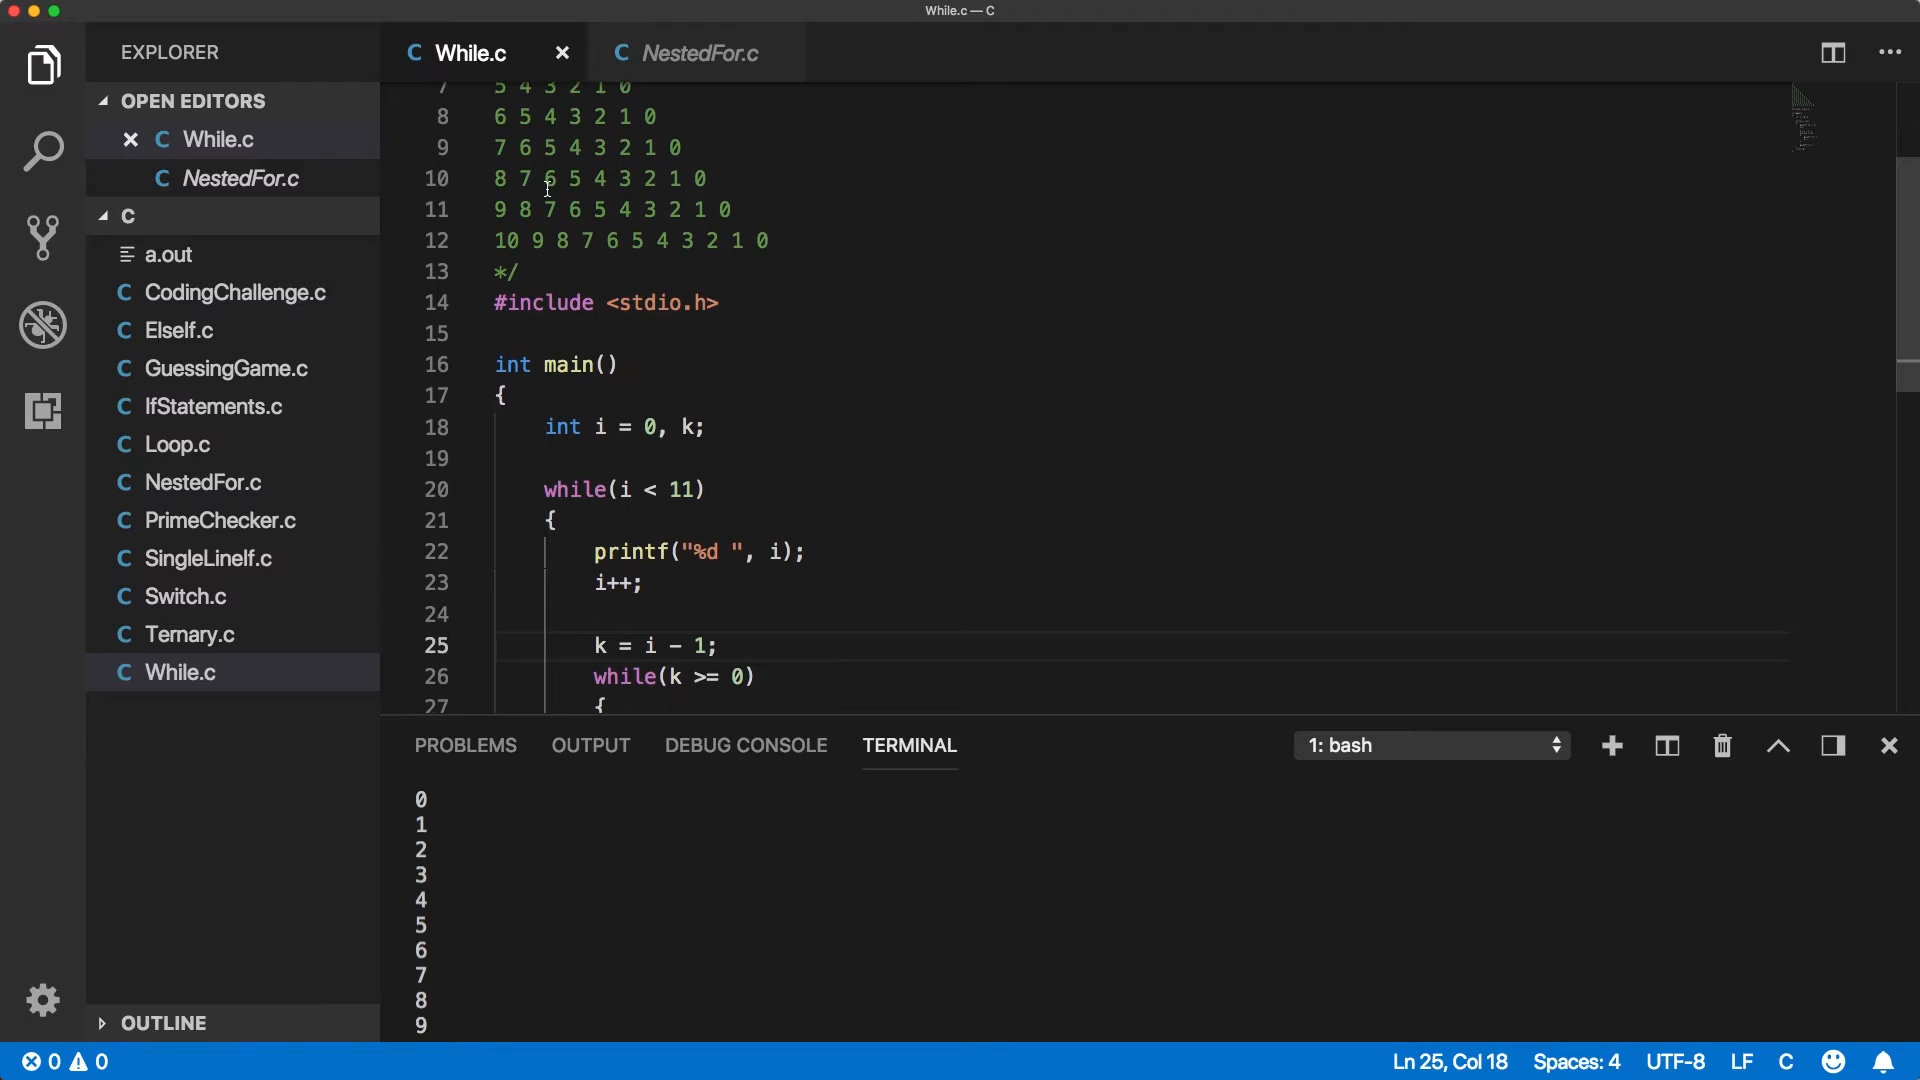 While.c — C
EXPLORER
OPEN EDITORS
While.c
NestedFor.c
C
a.out
CodingChallenge.c
ElseIf.c
GuessingGame.c
IfStatements.c
Loop.c
NestedFor.c
PrimeChecker.c
SingleLineIf.c
Switch.c
Ternary.c
While.c
OUTLINE
C While.c
C NestedFor.c
7 5 4 3 2 1 0
8 6 5 4 3 2 1 0
9 7 6 5 4 3 2 1 0
10 8 7 6 5 4 3 2 1 0
11 9 8 7 6 5 4 3 2 1 0
12 10 9 8 7 6 5 4 3 2 1 0
13 */
14 #include <stdio.h>
15
16 int main()
17 {
18 int i = 0, k;
19
20 while(i < 11)
21 {
22 printf("%d ", i);
23 i++;
24
25 k = i - 1;
26 while(k >= 0)
27 {
PROBLEMS OUTPUT DEBUG CONSOLE TERMINAL 1: bash
0
1
2
3
4
5
6
7
8
9
0 0 Ln 25, Col 18 Spaces: 4 UTF-8 LF C